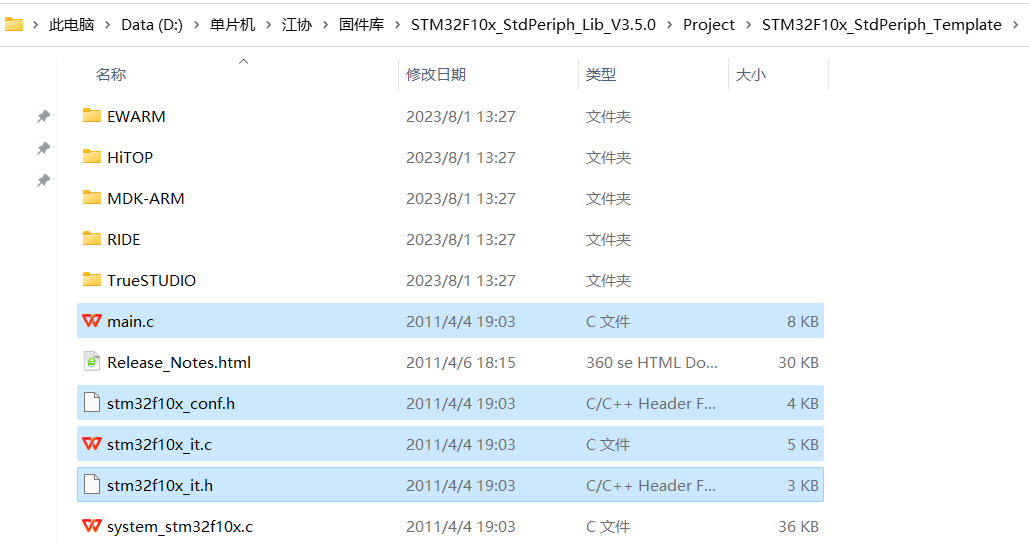 此电脑 > Data (D:) > 单片机 > 江协 > 固件库 > STM32F10x_StdPeriph_Lib_V3.5.0 > Project > STM32F10x_StdPeriph_Template >
名称 修改日期 类型 大小
EWARM 2023/8/1 13:27 文件夹
HiTOP 2023/8/1 13:27 文件夹
MDK-ARM 2023/8/1 13:27 文件夹
RIDE 2023/8/1 13:27 文件夹
TrueSTUDIO 2023/8/1 13:27 文件夹
main.c 2011/4/4 19:03 C 文件 8 KB
Release_Notes.html 2011/4/6 18:15 360 se HTML Do... 30 KB
stm32f10x_conf.h 2011/4/4 19:03 C/C++ Header F... 4 KB
stm32f10x_it.c 2011/4/4 19:03 C 文件 5 KB
stm32f10x_it.h 2011/4/4 19:03 C/C++ Header F... 3 KB
system_stm32f10x.c 2011/4/4 19:03 C 文件 36 KB